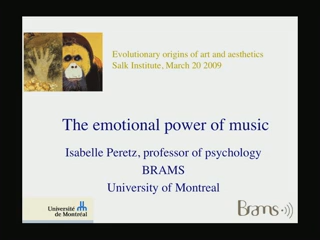 Evolutionary origins of art and aesthetics
Salk Institute, March 20 2009
The emotional power of music
Isabelle Peretz, professor of psychology
BRAMS
University of Montreal
Université
de Montréal
Brams